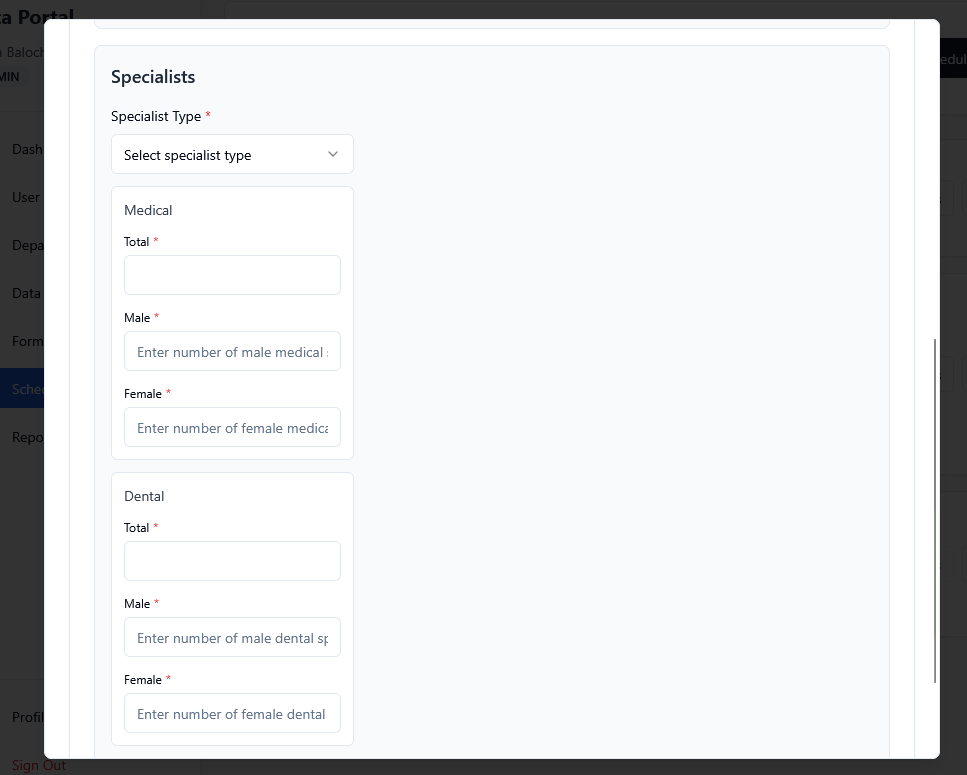 ta Portal
Baloch
MIN
Dash
User
Depa
Data
Form
Sche
Repo
Profil
Sign Out
edul
Specialists
Specialist Type *
Select specialist type
Medical
Total *
Male *
Enter number of male medical
Female *
Enter number of female medica
Dental
Total *
Male *
Enter number of male dental sp
Female *
Enter number of female dental